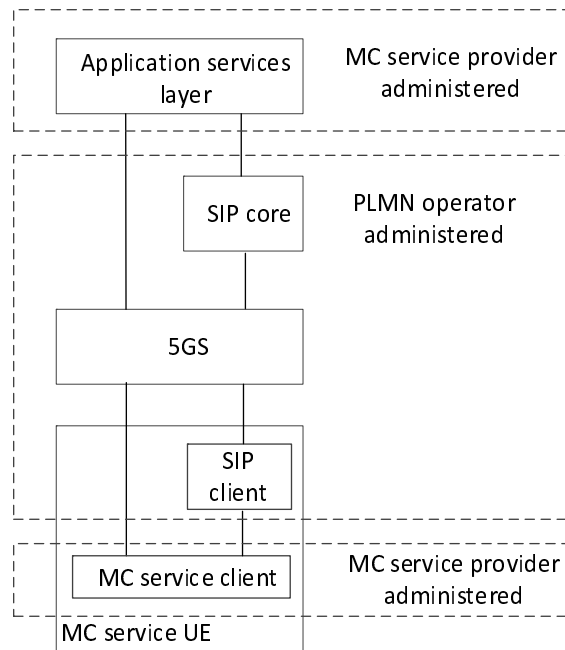 Application services
layer
MC service provider
administered
SIP core
PLMN operator
administered
5GS
SIP
client
MC service client
MC service provider
administered
MC service UE